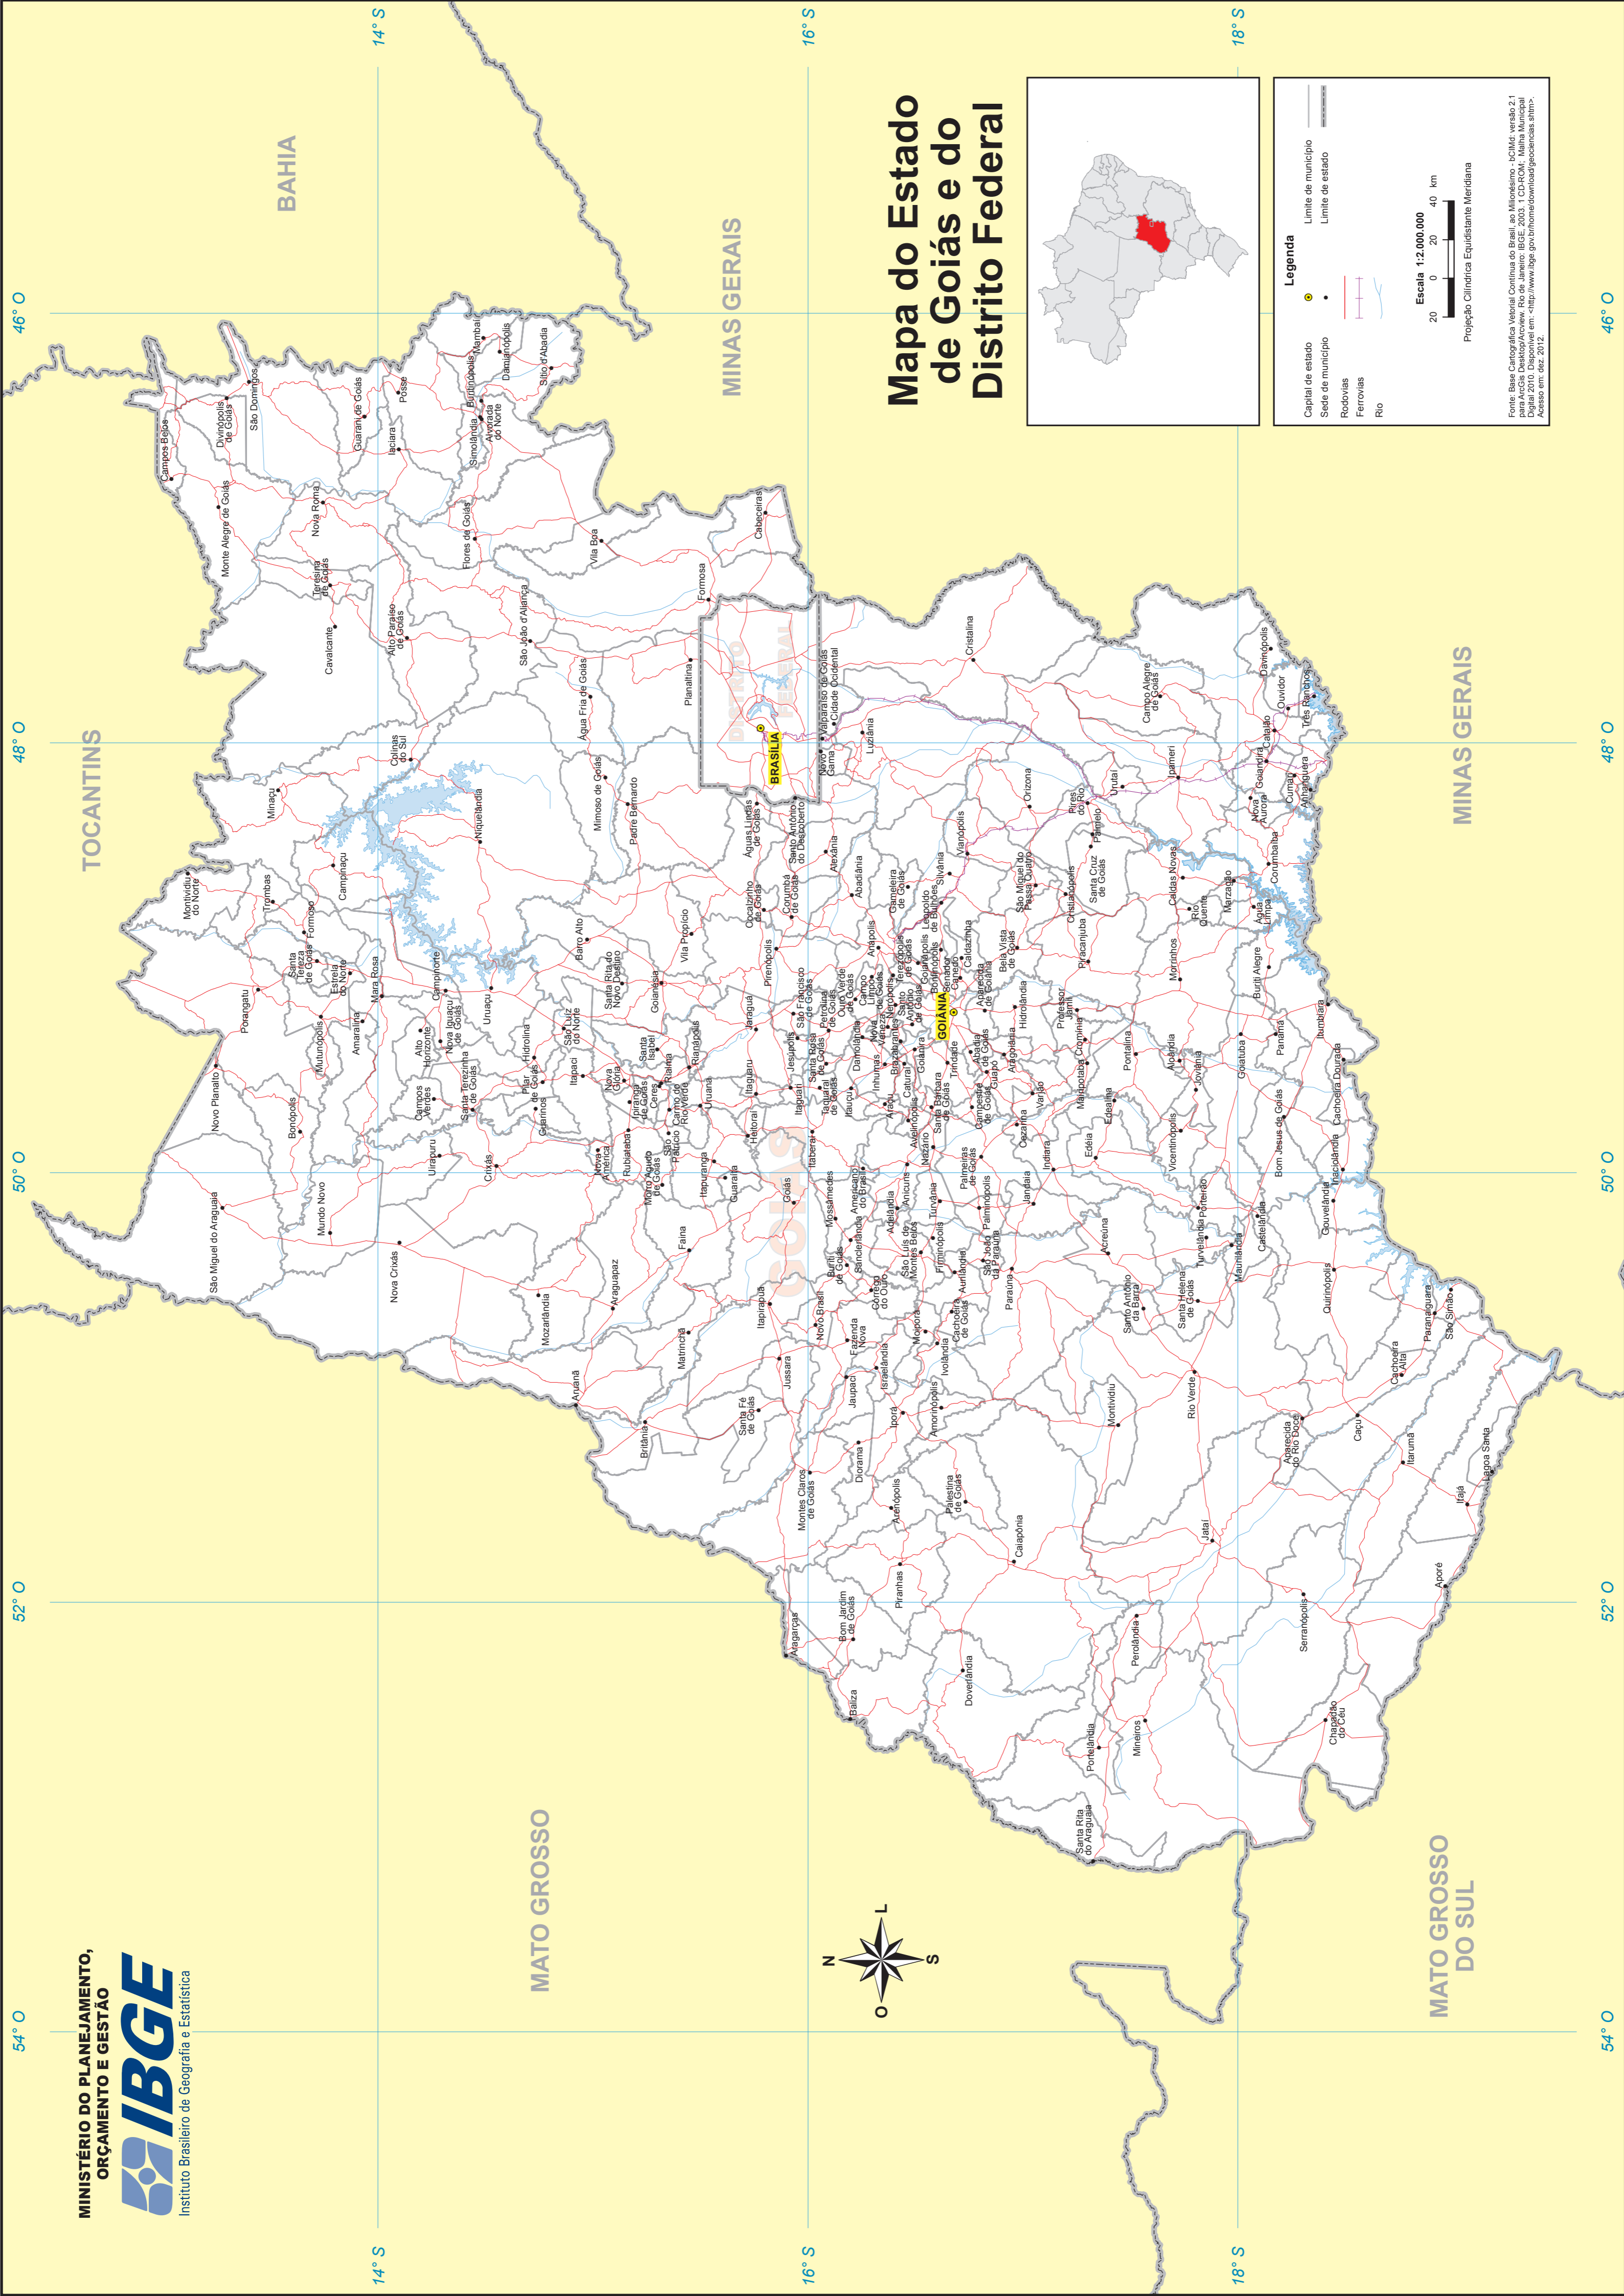 MINISTÉRIO DO PLANEJAMENTO,
ORÇAMENTO E GESTÃO
IBGE
Instituto Brasileiro de Geografia e Estatística
54° O
52° O
50° O
48° O
46° O
14° S
16° S
18° S
TOCANTINS
BAHIA
MATO GROSSO
MINAS GERAIS
MATO GROSSO
DO SUL
MINAS GERAIS
GOIÁS
DISTRITO
FEDERAL
BRASÍLIA
GOIÂNIA
Mapa do Estado
de Goiás e do
Distrito Federal
N
S
O
L
Campos Belos
Divinópolis
de Goiás
São Domingos
Monte Alegre de Goiás
Nova Roma
Guarani de Goiás
Posse
Iaciara
Teresina
de Goiás
Cavalcante
Alto Paraíso
de Goiás
Flores de Goiás
Simolândia
Buritinópolis
Alvorada
do Norte
Mambaí
Damianópolis
Sítio d'Abadia
São João d'Aliança
Vila Boa
Água Fria de Goiás
Formosa
Cabeceiras
Planaltina
Colinas
do Sul
Minaçu
Niquelândia
Mimoso de Goiás
Padre Bernardo
Montividiu
do Norte
Trombas
Campinaçu
Formoso
Santa
Tereza
de Goiás
Estrela
do Norte
Porangatu
Mutunópolis
Mara Rosa
Amaralina
Campinorte
Alto
Horizonte
Nova Iguaçu
de Goiás
Uruaçu
Novo Planalto
Bonópolis
Campos
Verdes
Santa Terezinha
de Goiás
São Miguel do Araguaia
Mundo Novo
Nova Crixás
Uirapuru
Crixás
Hidrolina
Pilar
de Goiás
Guarinos
São Luíz
do Norte
Itapaci
Barro Alto
Santa Rita do
Novo Destino
Goianésia
Vila Propício
Nova
Glória
Santa
Isabel
Rialma
Ceres
Ipiranga
de Goiás
Rianápolis
Carmo do
Rio Verde
São
Patrício
Uruana
Nova
América
Rubiataba
Morro Agudo
de Goiás
Itapuranga
Guaraíta
Heitoraí
Itaguaru
Jaraguá
Faina
Araguapaz
Mozarlândia
Aruanã
Matrinchã
Britânia
Itapirapuã
Jussara
Santa Fé
de Goiás
Goiás
Itaberaí
Itaguari
Jesúpolis
São Francisco
de Goiás
Pirenópolis
Cocalzinho
de Goiás
Corumbá
de Goiás
Águas Lindas
de Goiás
Santo Antônio
do Descoberto
Alexânia
Abadiânia
Novo
Gama
Valparaíso de Goiás
Cidade Ocidental
Luziânia
Cristalina
Santa Rosa
de Goiás
Petrolina
de Goiás
Ouro Verde
de Goiás
Taquaral
de Goiás
Itauçu
Damolândia
Campo
Limpo
de Goiás
Anápolis
Nova
Veneza
Nerópolis
Inhumas
Brazabrantes
Santo
Antônio
de Goiás
Terezópolis
de Goiás
Goianápolis
Gameleira
de Goiás
Leopoldo
de Bulhões
Silvânia
Bonfinópolis
Senador
Canedo
Caldazinha
Vianópolis
Araçu
Caturaí
Goianira
Trindade
Avelinópolis
Santa Bárbara
de Goiás
Nazário
Campestre
de Goiás
Abadia
de Goiás
Guapó
Aparecida
de Goiânia
Bela Vista
de Goiás
Aragoiânia
Hidrolândia
São Miguel do
Passa Quatro
Orizona
Cristianópolis
Pires
do Rio
Palmelo
Santa Cruz
de Goiás
Urutaí
Ipameri
Campo Alegre
de Goiás
Piracanjuba
Professor
Jamil
Cromínia
Mairipotaba
Varjão
Cezarina
Indiara
Palmeiras
de Goiás
Jandaia
Edéia
Edealina
Pontalina
Mossâmedes
Americano
do Brasil
Anicuns
Adelândia
Turvânia
Palminópolis
Buriti
de Goiás
Sanclerlândia
São Luís de
Montes Belos
Firminópolis
Aurilândia
São João
da Paraúna
Paraúna
Córrego
do Ouro
Novo Brasil
Fazenda
Nova
Moiporá
Cachoeira
de Goiás
Ivolândia
Israelândia
Jaupaci
Iporá
Amorinópolis
Diorama
Montes Claros
de Goiás
Arenópolis
Palestina
de Goiás
Piranhas
Caiapônia
Aragarças
Bom Jardim
de Goiás
Baliza
Doverlândia
Santa Rita
do Araguaia
Portelândia
Mineiros
Perolândia
Jataí
Rio Verde
Montividiu
Santo Antônio
da Barra
Santa Helena
de Goiás
Acreúna
Turvelândia
Porteirão
Maurilândia
Castelândia
Vicentinópolis
Aloândia
Joviânia
Goiatuba
Morrinhos
Caldas Novas
Rio
Quente
Marzagão
Água
Limpa
Corumbaíba
Buriti Alegre
Panamá
Bom Jesus de Goiás
Itumbiara
Cachoeira Dourada
Inaciolândia
Gouvelândia
Quirinópolis
Paranaiguara
São Simão
Cachoeira
Alta
Caçu
Aparecida
do Rio Doce
Itarumã
Lagoa Santa
Itajá
Aporé
Serranópolis
Chapadão
do Céu
Nova
Aurora
Goiandira
Catalão
Cumari
Anhanguera
Ouvidor
Três Ranchos
Davinópolis
Legenda
Capital de estado
Sede de município
Rodovias
Ferrovias
Rio
Limite de município
Limite de estado
Escala 1:2.000.000
20 0 20 40 km
Projeção Cilíndrica Equidistante Meridiana
Fonte: Base Cartográfica Vetorial Contínua do Brasil, ao Milionésimo - bCIMd: versão 2.1
para ArcGis Desktop/Arcview. Rio de Janeiro: IBGE, 2003. 1 CD-ROM; Malha Municipal
Digital 2010. Disponível em: <http://www.ibge.gov.br/home/download/geociencias.shtm>.
Acesso em: dez. 2012.
46° O
48° O
50° O
52° O
54° O
14° S
16° S
18° S